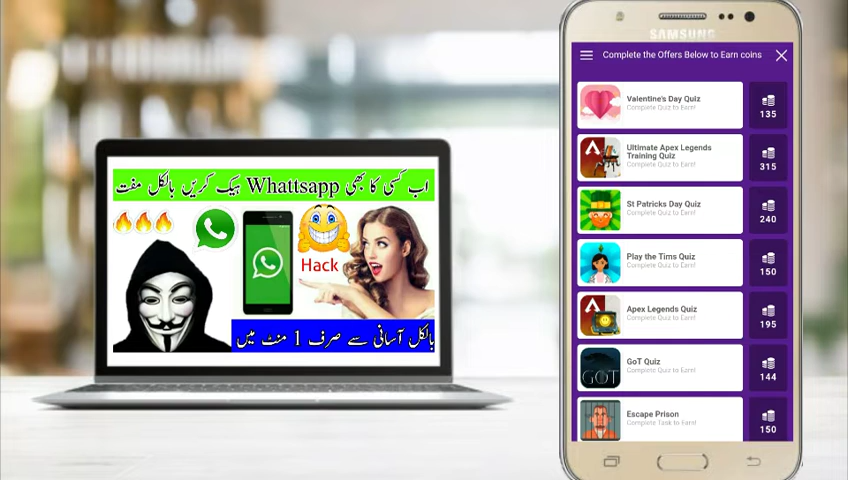 اب کسی کا بھی Whattsapp ہیک کریں بالکل مفت
Hack
بالکل آسانی سے صرف 1 منٹ میں
SAMSUNG
Complete the Offers Below to Earn coins
Valentine's Day Quiz
Complete Quiz to Earn!
135
Ultimate Apex Legends
Training Quiz
Complete Quiz to Earn!
315
St Patricks Day Quiz
Complete Quiz to Earn!
240
Play the Tims Quiz
Complete Quiz to Earn!
150
Apex Legends Quiz
Complete Quiz to Earn!
195
GOT
GoT Quiz
Complete Quiz to Earn!
144
Escape Prison
Complete Task to Earn!
150